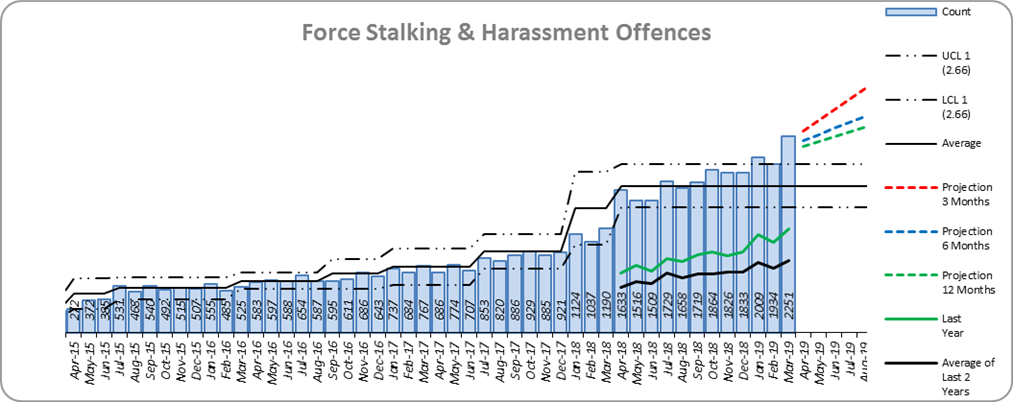 Force Stalking & Harassment Offences
372
385
531
468
540
492
515
507
555
485
525
583
597
588
654
587
595
611
686
643
737
684
767
686
774
707
853
820
886
929
885
921
1124
1037
1190
1633
1516
1509
1729
1658
1719
1864
1826
1833
2009
1934
2251
Apr-15
May-15
Jun-15
Jul-15
Aug-15
Sep-15
Oct-15
Nov-15
Dec-15
Jan-16
Feb-16
Mar-16
Apr-16
May-16
Jun-16
Jul-16
Aug-16
Sep-16
Oct-16
Nov-16
Dec-16
Jan-17
Feb-17
Mar-17
Apr-17
May-17
Jun-17
Jul-17
Aug-17
Sep-17
Oct-17
Nov-17
Dec-17
Jan-18
Feb-18
Mar-18
Apr-18
May-18
Jun-18
Jul-18
Aug-18
Sep-18
Oct-18
Nov-18
Dec-18
Jan-19
Feb-19
Mar-19
Apr-19
May-19
Jun-19
Jul-19
Aug-19
Count
UCL 1
(2.66)
LCL 1
(2.66)
Average
Projection
3 Months
Projection
6 Months
Projection
12 Months
Last
Year
Average of
Last 2
Years